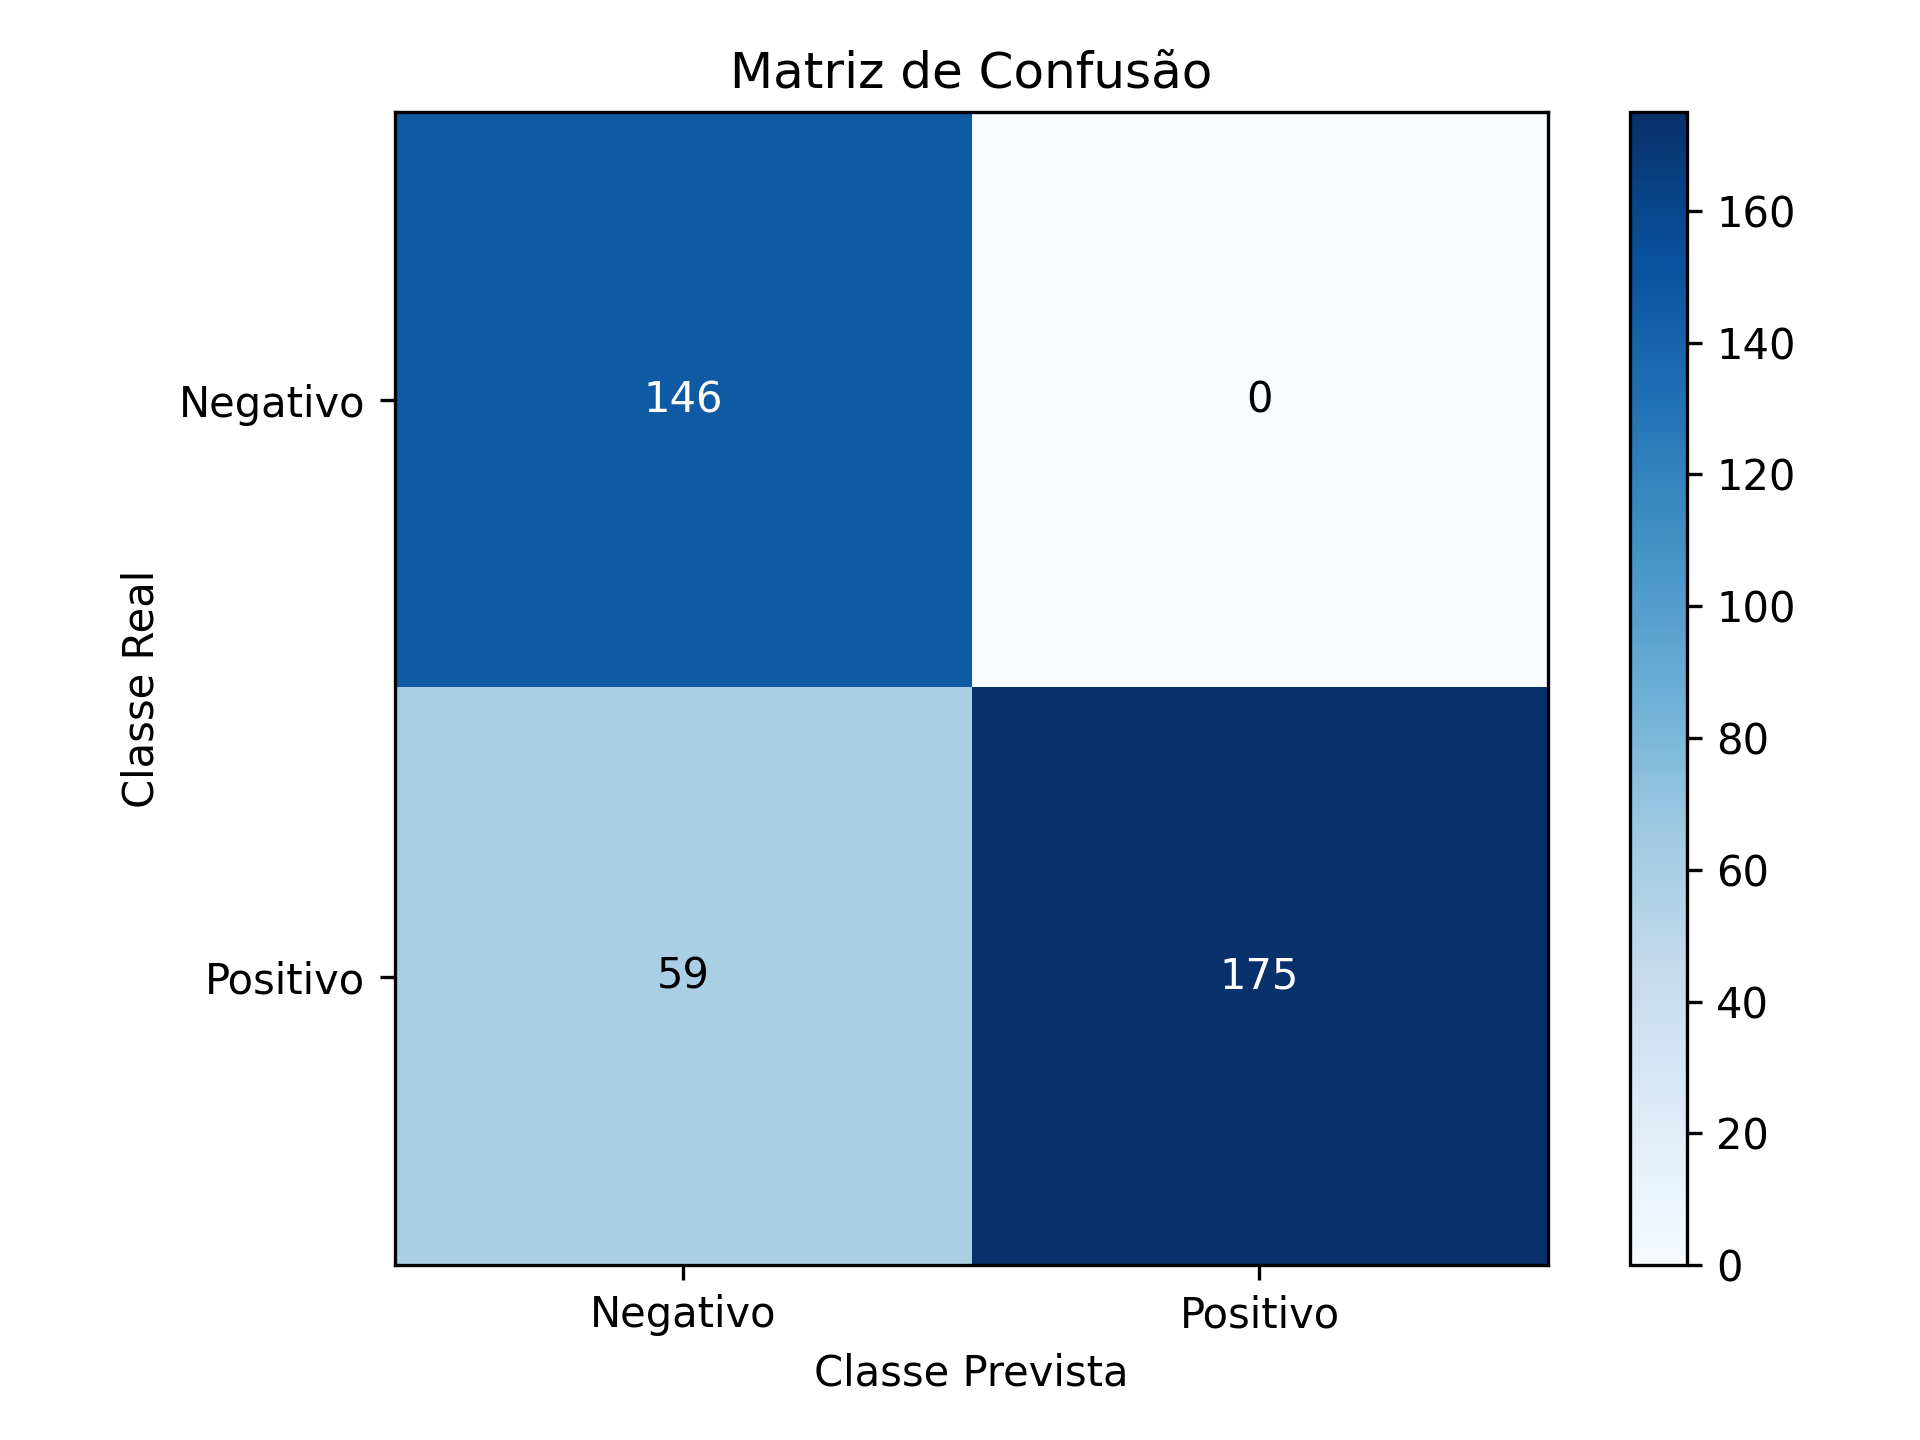 Matriz de Confusão
Classe Real
Negativo
146
0
Positivo
59
175
Negativo
Positivo
Classe Prevista
160
140
120
100
80
60
40
20
0